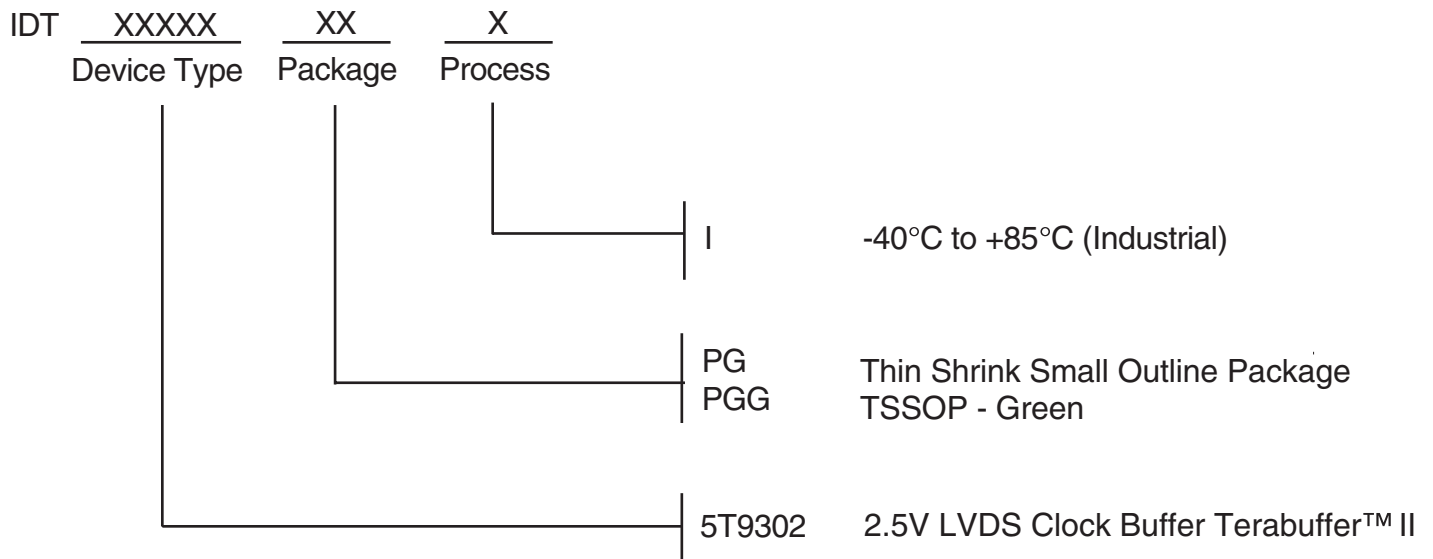 IDT XXXXX XX X
Device Type Package Process
I -40°C to +85°C (Industrial)
PG Thin Shrink Small Outline Package
PGG TSSOP - Green
5T9302 2.5V LVDS Clock Buffer Terabuffer™ II